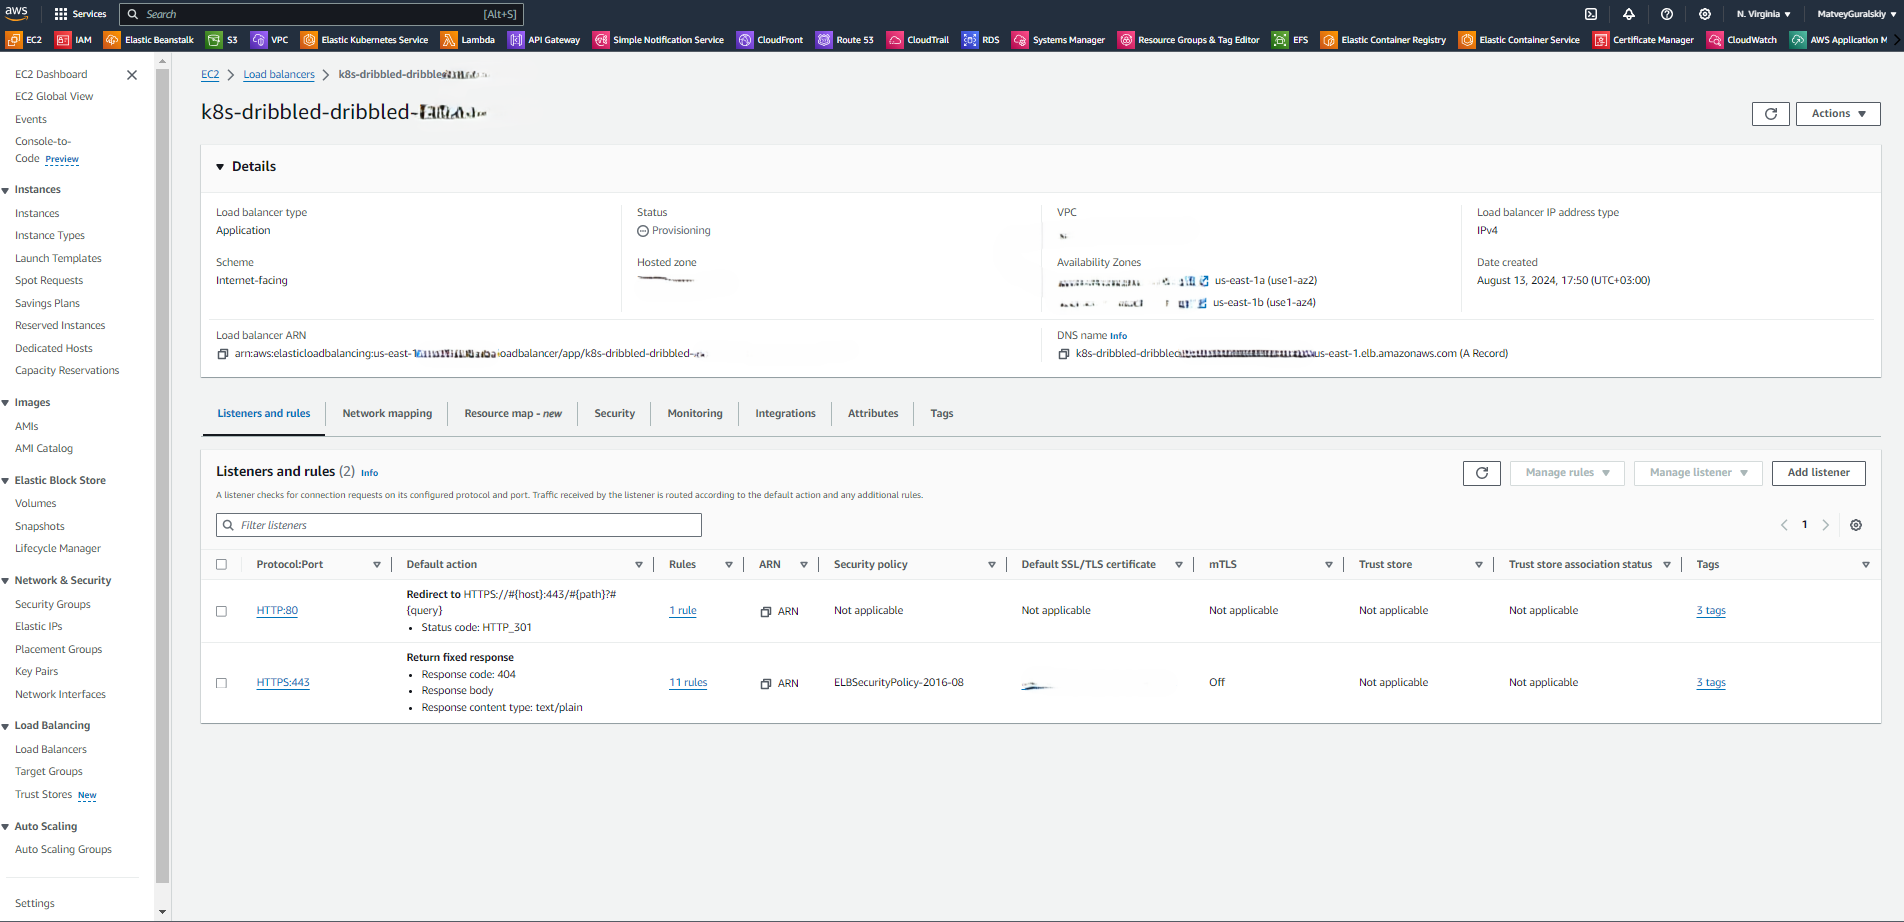 aws
Services
Search
[Alt+S]
N. Virginia
MatveyGuralskiy
EC2 IAM Elastic Beanstalk S3 VPC Elastic Kubernetes Service Lambda API Gateway Simple Notification Service CloudFront Route 53 CloudTrail RDS Systems Manager Resource Groups & Tag Editor EFS Elastic Container Registry Elastic Container Service Certificate Manager CloudWatch AWS Application M
EC2 Dashboard
EC2 Global View
Events
Console-to-
Code Preview
Instances
Instances
Instance Types
Launch Templates
Spot Requests
Savings Plans
Reserved Instances
Dedicated Hosts
Capacity Reservations
Images
AMIs
AMI Catalog
Elastic Block Store
Volumes
Snapshots
Lifecycle Manager
Network & Security
Security Groups
Elastic IPs
Placement Groups
Key Pairs
Network Interfaces
Load Balancing
Load Balancers
Target Groups
Trust Stores New
Auto Scaling
Auto Scaling Groups
Settings
EC2 > Load balancers > k8s-dribbled-dribbled
k8s-dribbled-dribbled-
Actions
Details
Load balancer type
Application
Status
Provisioning
VPC
Load balancer IP address type
IPv4
Scheme
Internet-facing
Hosted zone
Availability Zones
us-east-1a (use1-az2)
us-east-1b (use1-az4)
Date created
August 13, 2024, 17:50 (UTC+03:00)
Load balancer ARN
arn:aws:elasticloadbalancing:us-east-1 loadbalancer/app/k8s-dribbled-dribbled-
DNS name Info
k8s-dribbled-dribbled us-east-1.elb.amazonaws.com (A Record)
Listeners and rules
Network mapping
Resource map - new
Security
Monitoring
Integrations
Attributes
Tags
Listeners and rules (2) Info
Manage rules
Manage listener
Add listener
A listener checks for connection requests on its configured protocol and port. Traffic received by the listener is routed according to the default action and any additional rules.
Filter listeners
1
Protocol:Port Default action Rules ARN Security policy Default SSL/TLS certificate mTLS Trust store Trust store association status Tags
HTTP:80
Redirect to HTTPS://#{host}:443/#{path}?#
{query}
• Status code: HTTP_301
1 rule
ARN
Not applicable
Not applicable
Not applicable
Not applicable
Not applicable
3 tags
HTTPS:443
Return fixed response
• Response code: 404
• Response body
• Response content type: text/plain
11 rules
ARN
ELBSecurityPolicy-2016-08
Off
Not applicable
Not applicable
3 tags